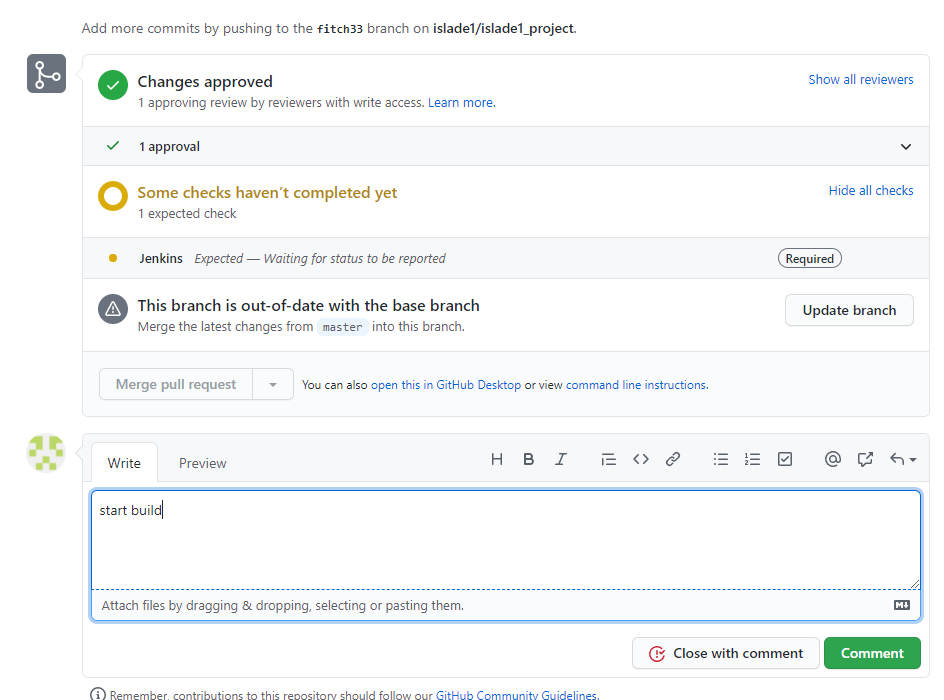 Add more commits by pushing to the fitch33 branch on islade1/islade1_project.
Changes approved
Show all reviewers
1 approving review by reviewers with write access. Learn more.
1 approval
Some checks haven't completed yet
Hide all checks
1 expected check
Jenkins Expected — Waiting for status to be reported
Required
This branch is out-of-date with the base branch
Merge the latest changes from master into this branch.
Update branch
Merge pull request
You can also open this in GitHub Desktop or view command line instructions.
Write
Preview
start build
Attach files by dragging & dropping, selecting or pasting them.
Close with comment
Comment
Remember, contributions to this repository should follow our GitHub Community Guidelines.